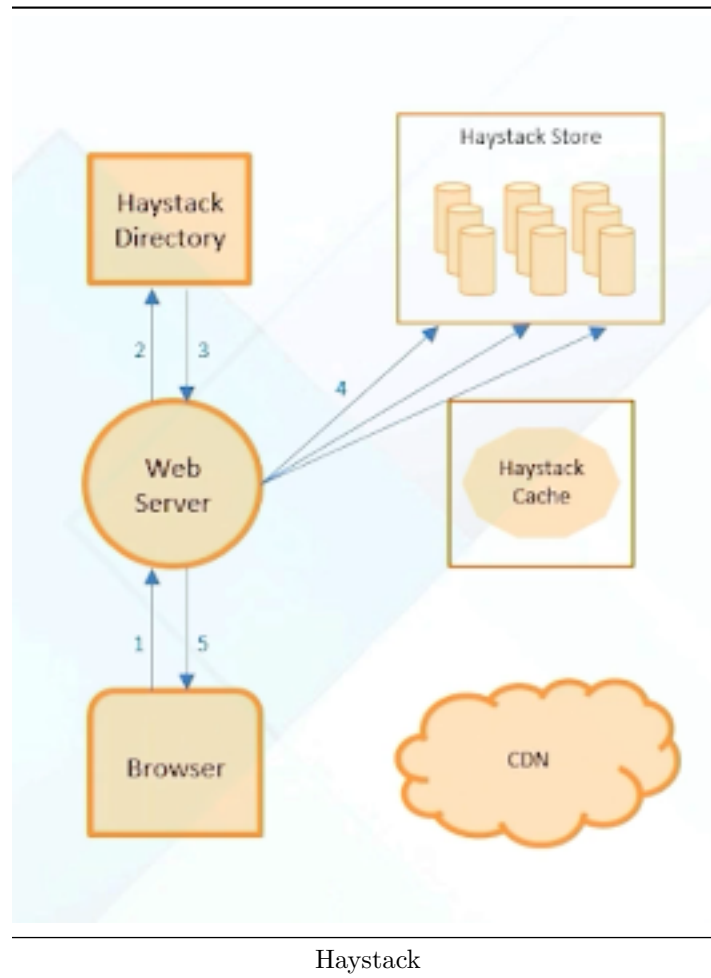 Haystack Store
Haystack
Directory
2
3
4
Web
Server
Haystack
Cache
1
5
Browser
CDN
Haystack